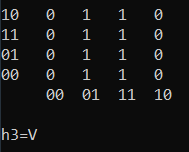 10 0 1 1 0
11 0 1 1 0
01 0 1 1 0
00 0 1 1 0
00 01 11 10
h3=V